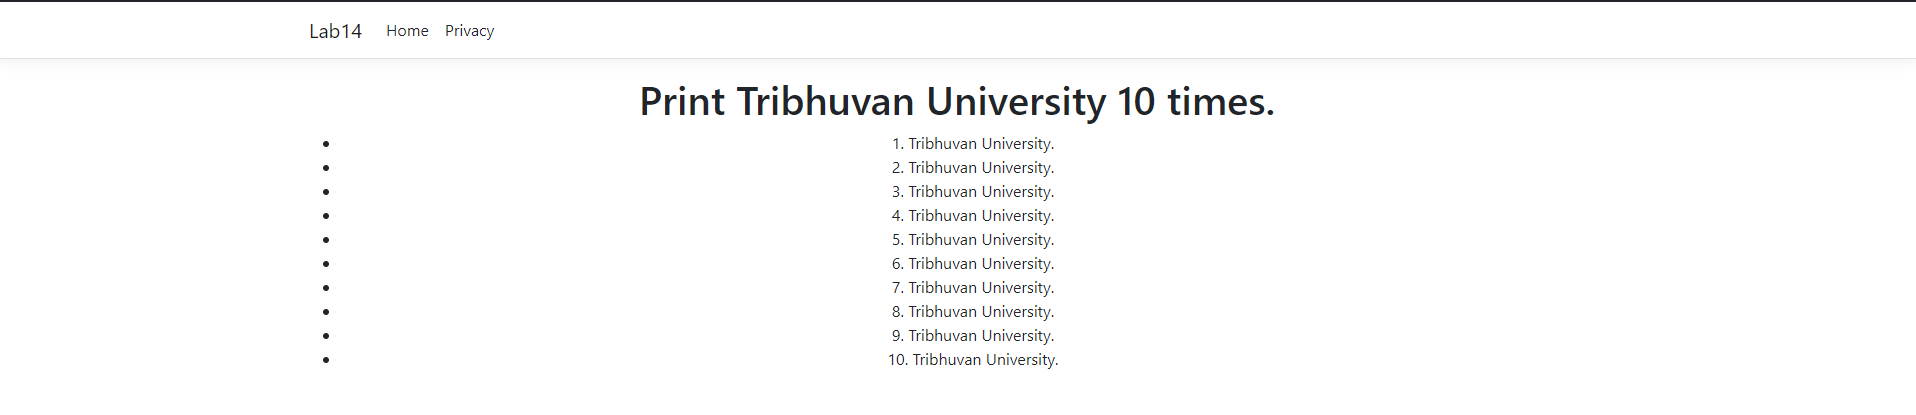 Lab14 Home Privacy
Print Tribhuvan University 10 times.
1. Tribhuvan University.
2. Tribhuvan University.
3. Tribhuvan University.
4. Tribhuvan University.
5. Tribhuvan University.
6. Tribhuvan University.
7. Tribhuvan University.
8. Tribhuvan University.
9. Tribhuvan University.
10. Tribhuvan University.